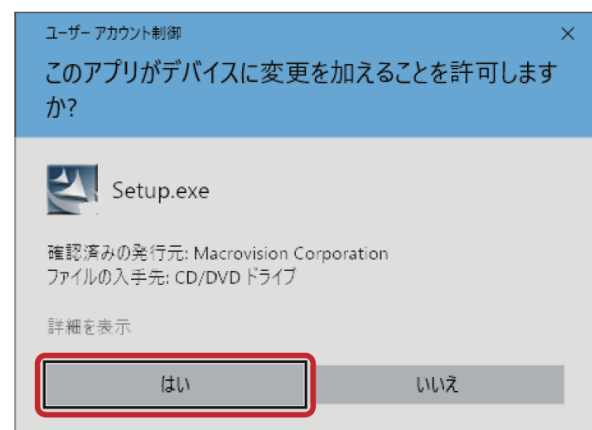 ユーザー アカウント制御
このアプリがデバイスに変更を加えることを許可します
か?
Setup.exe
確認済みの発行元: Macrovision Corporation
ファイルの入手先: CD/DVD ドライブ
詳細を表示
はい
いいえ